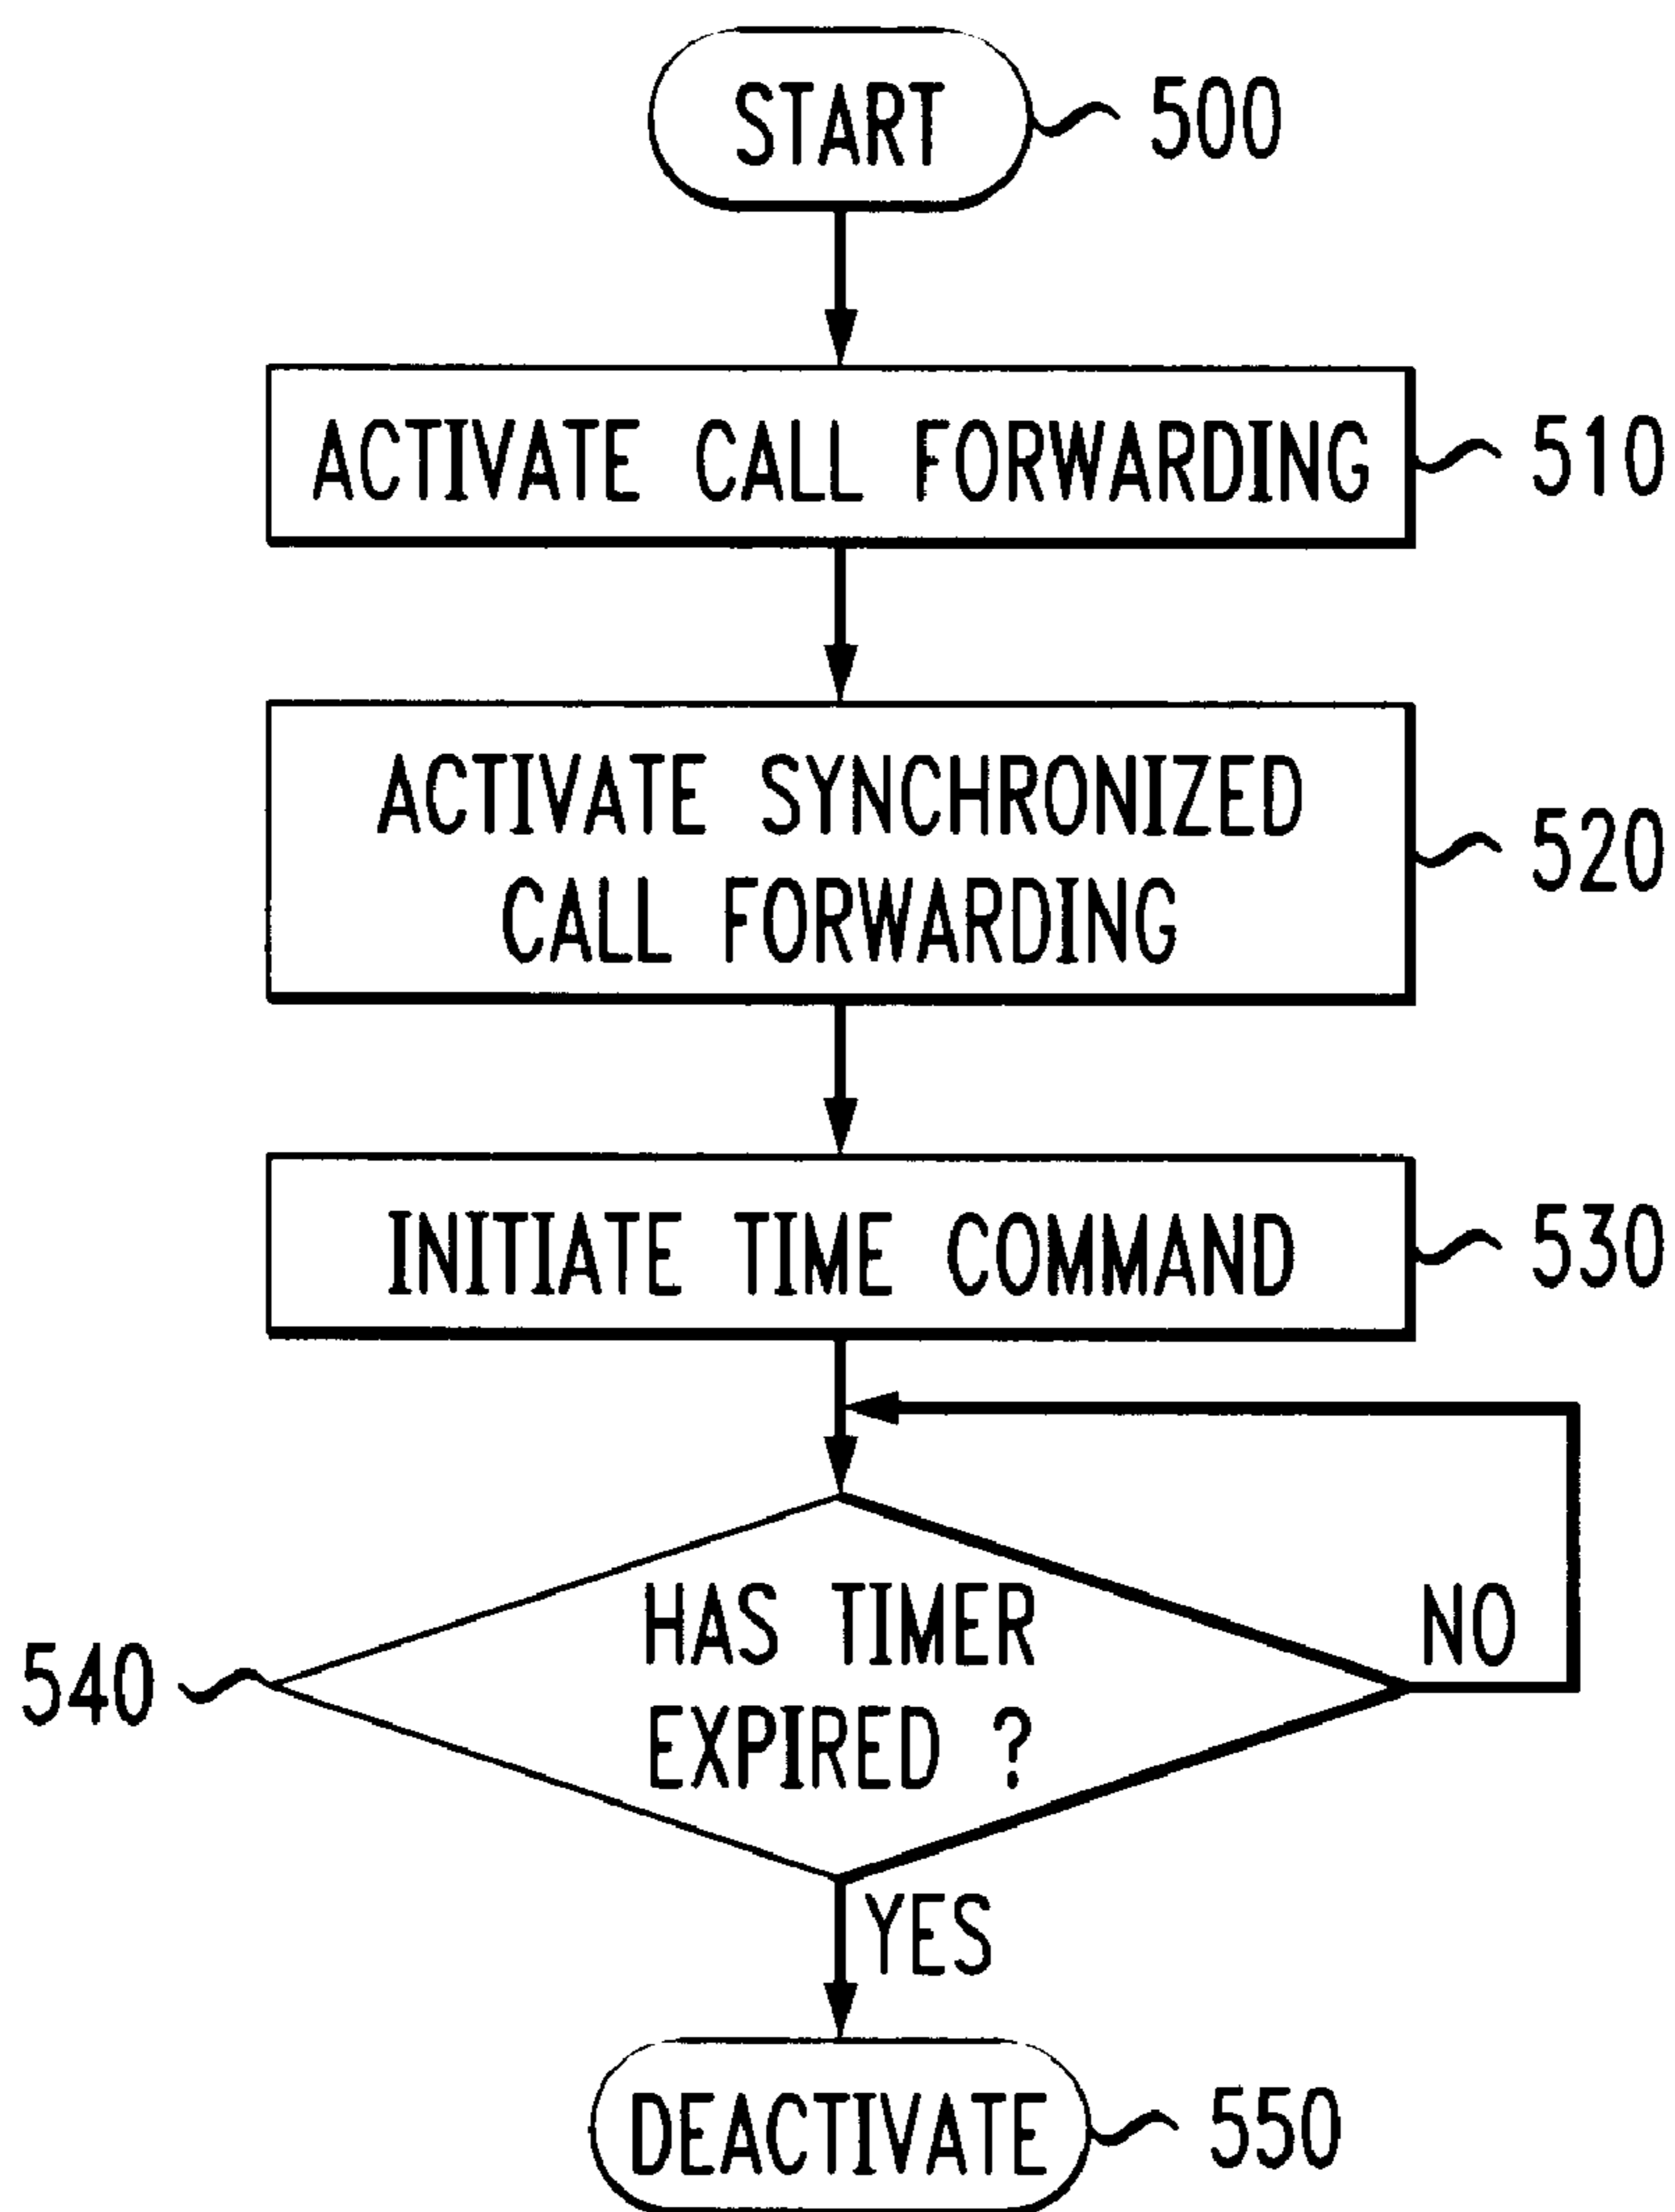 START 500
ACTIVATE CALL FORWARDING 510
ACTIVATE SYNCHRONIZED
CALL FORWARDING
520
INITIATE TIME COMMAND 530
HAS TIMER
EXPIRED ?
NO
540
YES
DEACTIVATE 550